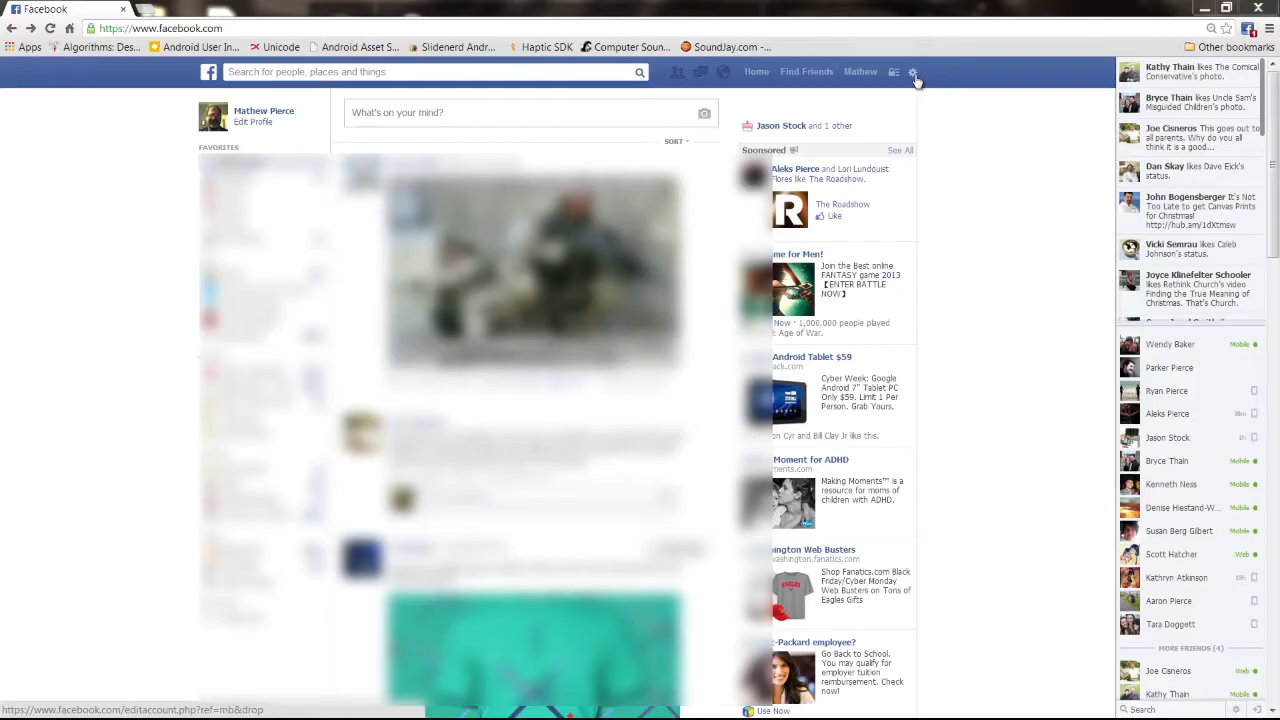 Facebook
https://www.facebook.com
1
Apps
Algorithms: Des...
Android User In...
Unicode
Android Asset S...
Slidenerd Andr...
Haptic SDK
Computer Soun...
SoundJay.com -...
Other bookmarks
Search for people, places and things
Home
Find Friends
Mathew
Mathew Pierce
Edit Profile
FAVORITES
What's on your mind?
SORT
Jason Stock and 1 other
Sponsored
See All
Aleks Pierce and Lori Lundquist
Flores like The Roadshow.
R
The Roadshow
Like
me for Men!
Join the Best online
FANTASY game 2013
【ENTER BATTLE
NOW】
Now · 1,000,000 people played
Age of War.
Android Tablet $59
ack.com
Cyber Week: Google
Android 7" Tablet PC
Only $59. Limit 1 Per
Person. Grab Yours.
on Cyr and Bill Clay Jr like this.
Moment for ADHD
ments.com
Making Moments™ is a
resource for moms of
children with ADHD.
ington Web Busters
washington.fanatics.com
Shop Fanatics.com Black
Friday/Cyber Monday
Web Busters on Tons of
Eagles Gifts
EAGLES
t-Packard employee?
Go Back to School.
You may qualify for
employer tuition
reimbursement. Check
now!
Use Now
Kathy Thain likes The Comical
Conservative's photo.
Bryce Thain likes Uncle Sam's
Misguided Children's photo.
Joe Cisneros This goes out to
all parents. Why do you all
think it is a good...
Dan Skay likes Dave Eick's
status.
John Bogensberger It's Not
Too Late to get Canvas Prints
for Christmas!
http://hub.am/1dXtmsw
Vicki Semrau likes Caleb
Johnson's status.
Joyce Klinefelter Schooler
likes Rethink Church's video
Finding the True Meaning of
Christmas. That's Church.
Wendy Baker Mobile
Parker Pierce
Ryan Pierce
Aleks Pierce 38m
Jason Stock 1h
Bryce Thain Mobile
Kenneth Ness Mobile
Denise Hiestand-W... Mobile
Susan Berg Gilbert Mobile
Scott Hatcher Web
Kathryn Atkinson
Aaron Pierce
Tara Doggett
MORE FRIENDS (4)
Joe Cisneros Web
Kathy Thain Mobile
Search
https://www.facebook.com/editaccount.php?ref=mb&drop